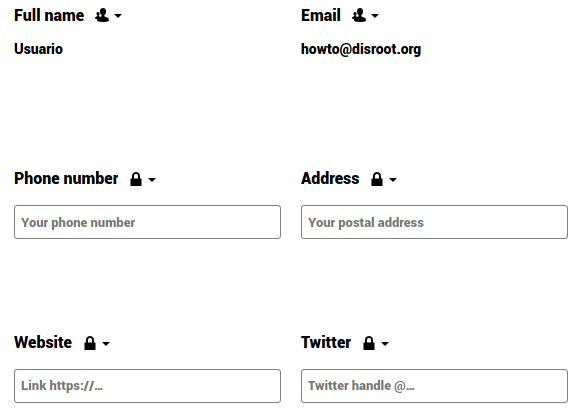 Full name
Email
Usuario
howto@disroot.org
Phone number
Address
Your phone number
Your postal address
Website
Twitter
Link https://…
Twitter handle @…